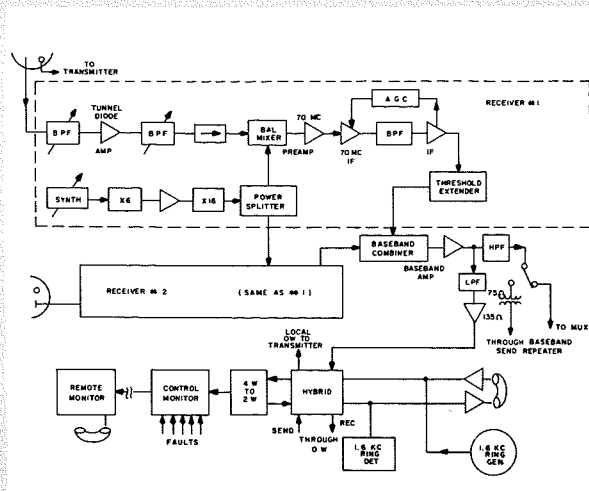 TO
TRANSMITTER
RECEIVER #1
TUNNEL
DIODE
AMP
BPF
BPF
BAL
MIXER
70 MC
PREAMP
AGC
70 MC
IF
BPF
IF
THRESHOLD
EXTENDER
SYNTH
X6
X16
POWER
SPLITTER
BASEBAND
COMBINER
BASEBAND
AMP
HPF
LPF
RECEIVER #2 (SAME AS #1)
75Ω
135Ω
TO MUX
THROUGH BASEBAND
SEND REPEATER
LOCAL
OW TO
TRANSMITTER
REMOTE
MONITOR
CONTROL
MONITOR
4 W
TO
2 W
HYBRID
FAULTS
SEND
THROUGH
O W
REC
1.6 KC
RING
DET
1.6 KC
RING
GEN